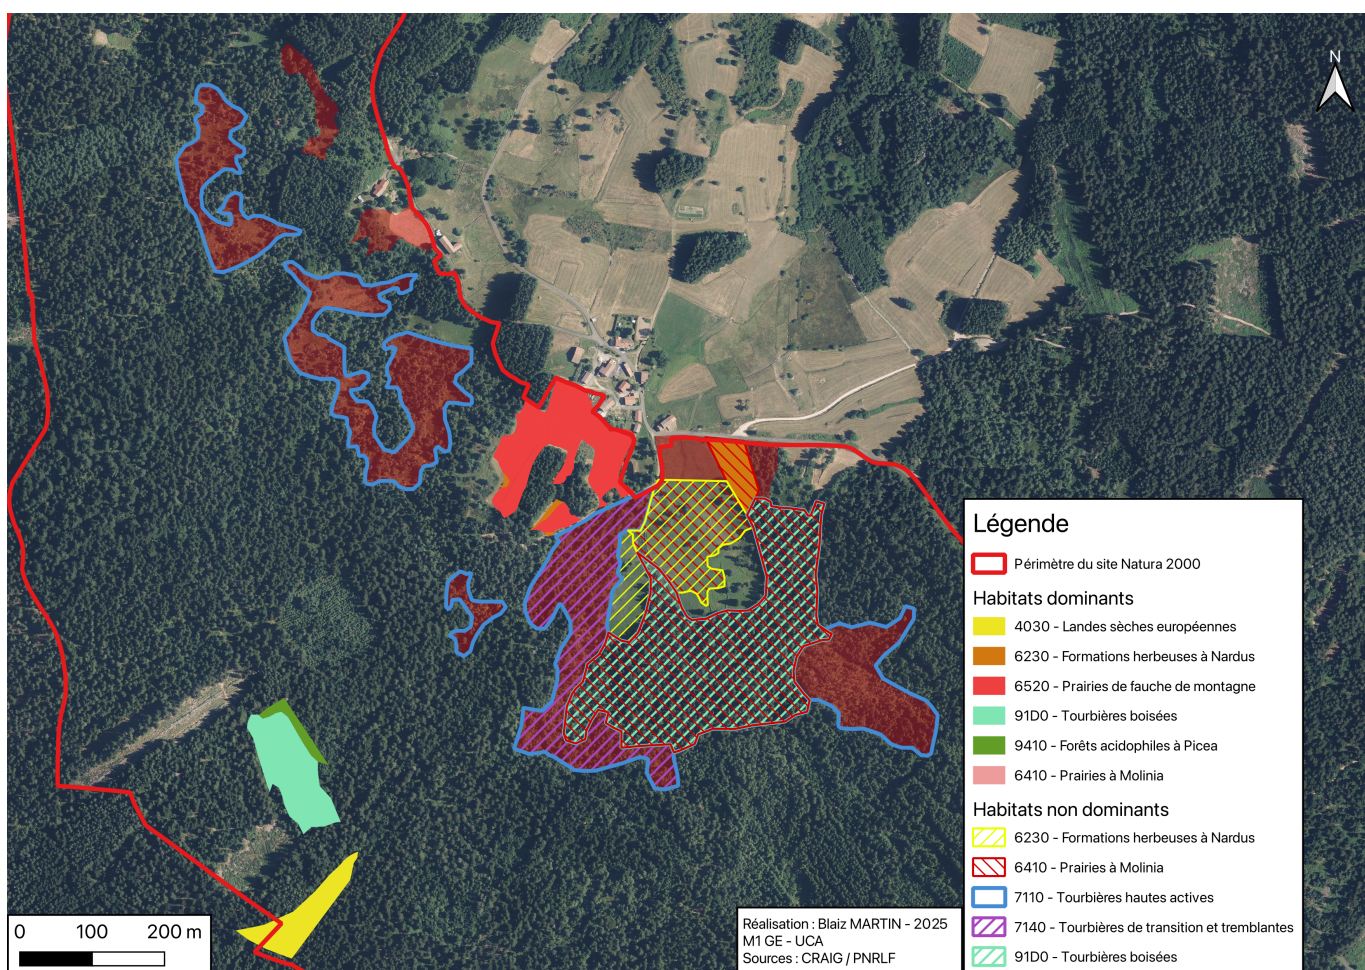 N
Légende
Périmètre du site Natura 2000
Habitats dominants
4030 - Landes sèches européennes
6230 - Formations herbeuses à Nardus
6520 - Prairies de fauche de montagne
91D0 - Tourbières boisées
9410 - Forêts acidophiles à Picea
6410 - Prairies à Molinia
Habitats non dominants
6230 - Formations herbeuses à Nardus
6410 - Prairies à Molinia
7110 - Tourbières hautes actives
7140 - Tourbières de transition et tremblantes
91D0 - Tourbières boisées
0 100 200 m
Réalisation : Blaiz MARTIN - 2025
M1 GE - UCA
Sources : CRAIG / PNRLF